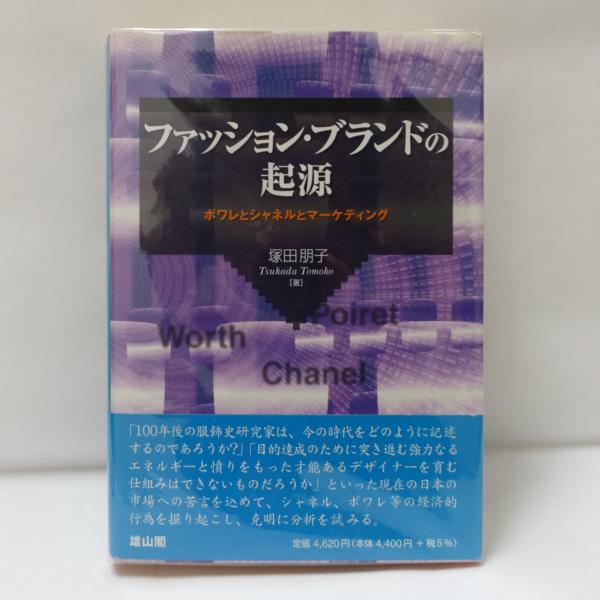 ファッション・ブランドの
起源
ポワレとシャネルとマーケティング
塚田朋子
Tsukada Tomoko
[著]
Poiret
Worth
Chanel
「100年後の服飾史研究家は、今の時代をどのように記述
するのであろうか?」「目的達成のために突き進む強力なる
エネルギーと憤りをもった才能あるデザイナーを育む
仕組みはできないものだろうか」といった現在の日本の
市場への苦言を込めて、シャネル、ポワレ等の経済的
行為を掘り起こし、克明に分析を試みる。
雄山閣
定価 4,620円(本体 4,400円 + 税5%)